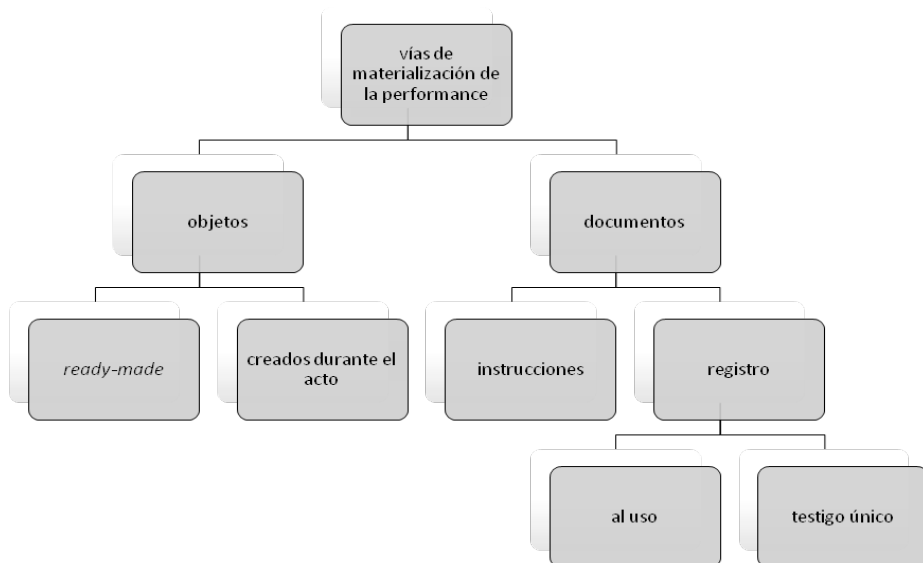 vías de
materialización de
la performance
objetos
documentos
ready-made
creados durante el
acto
instrucciones
registro
al uso
testigo único